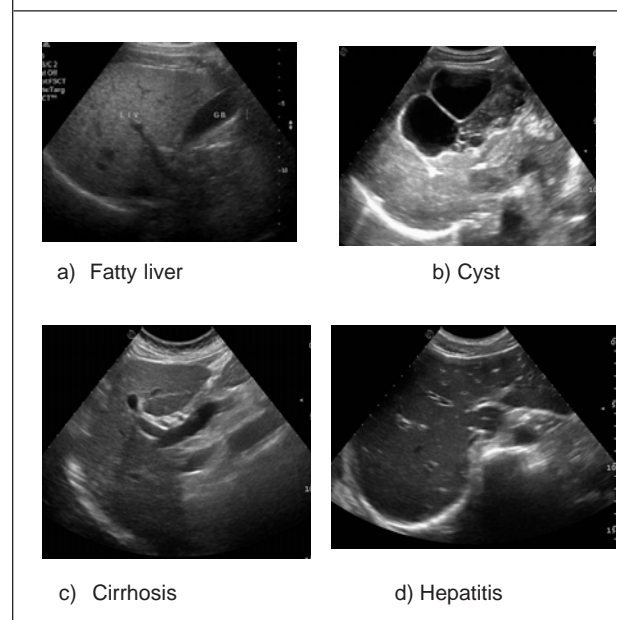 LIV
GB
a) Fatty liver
b) Cyst
c) Cirrhosis
d) Hepatitis